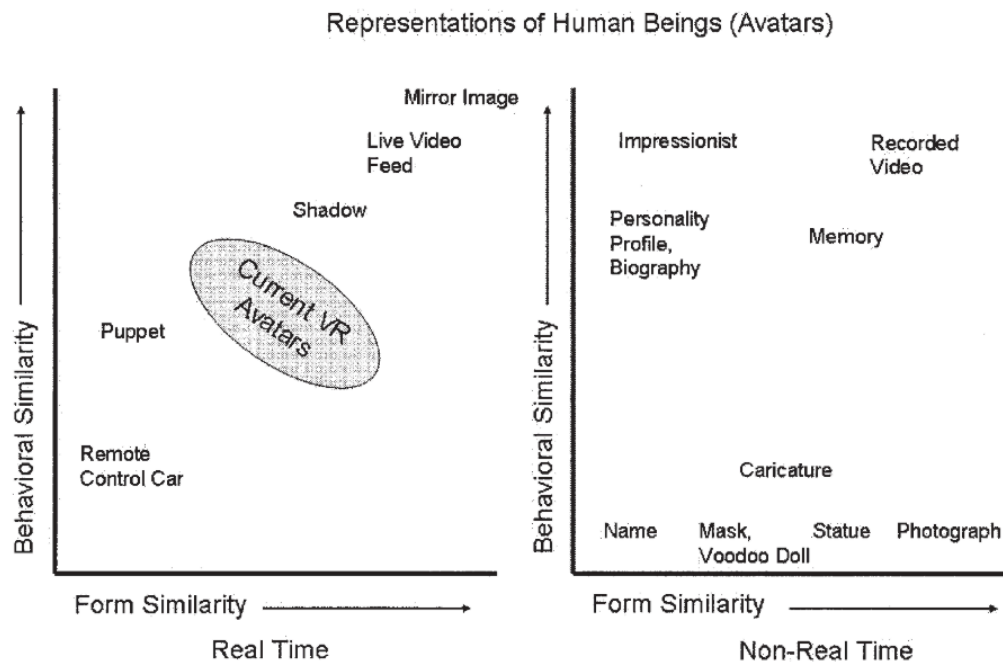 Representations of Human Beings (Avatars)
Behavioral Similarity
Mirror Image
Live Video
Feed
Shadow
Current VR
Avatars
Puppet
Remote
Control Car
Form Similarity
Real Time
Behavioral Similarity
Impressionist
Recorded
Video
Personality
Profile,
Biography
Memory
Caricature
Name
Mask,
Voodoo Doll
Statue
Photograph
Form Similarity
Non-Real Time